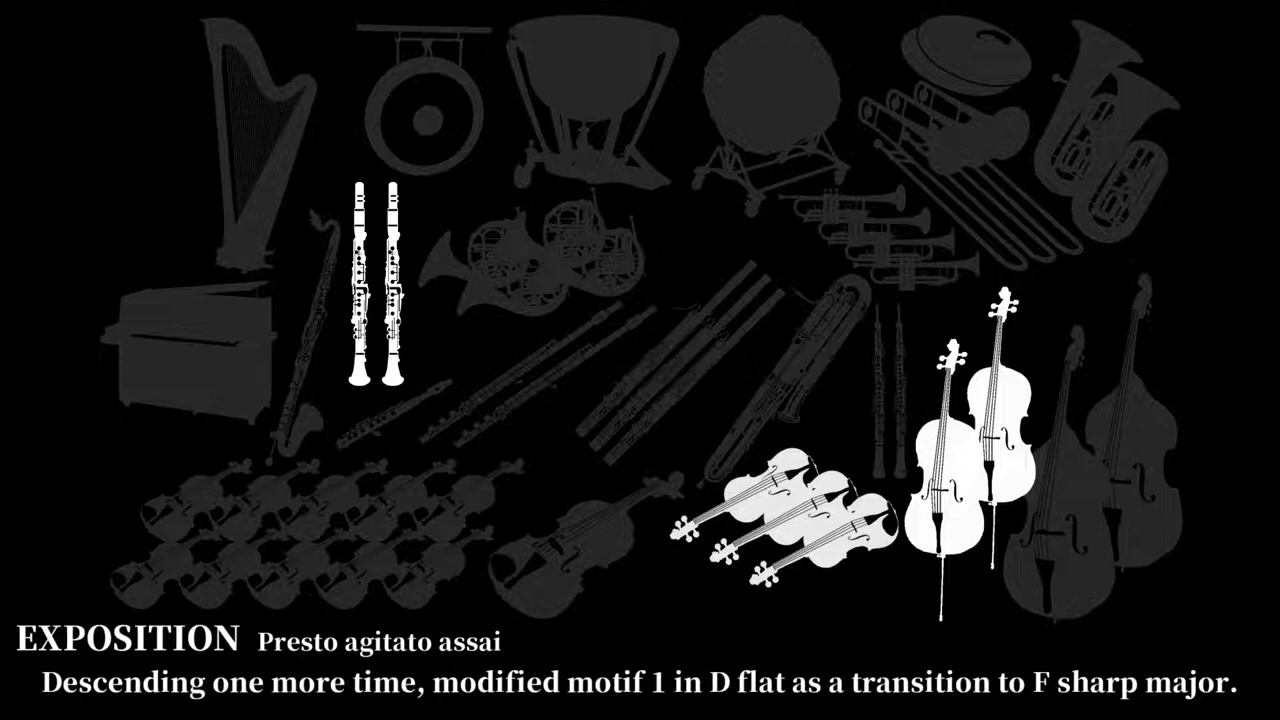 EXPOSITION Presto agitato assai
Descending one more time, modified motif 1 in D flat as a transition to F sharp major.